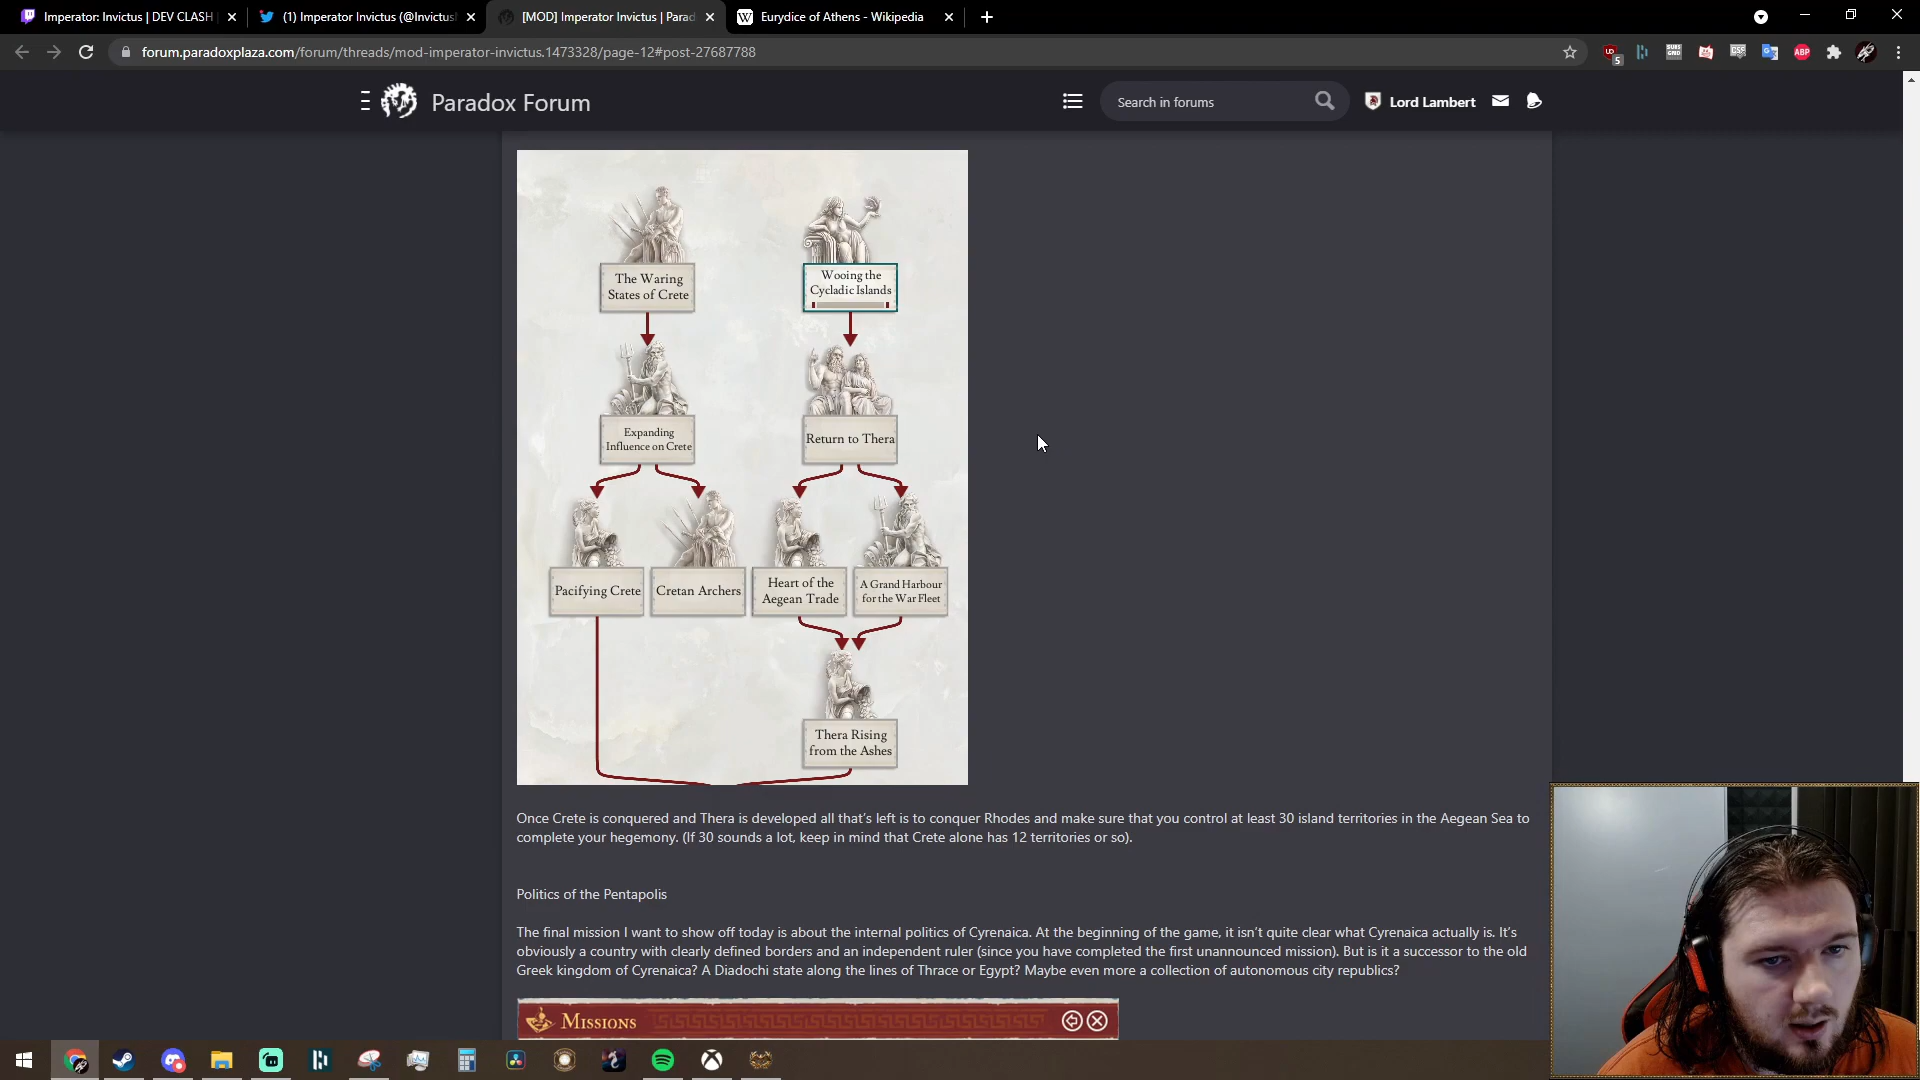 Imperator: Invictus | DEV CLASH
(1) Imperator Invictus (@Invictus
[MOD] Imperator Invictus | Parad
Eurydice of Athens - Wikipedia
forum.paradoxplaza.com/forum/threads/mod-imperator-invictus.1473328/page-12#post-27687788
5
ABP
Paradox Forum
Search in forums
Lord Lambert
The Waring
States of Crete
Wooing the
Cycladic Islands
Expanding
Influence on Crete
Return to Thera
Pacifying Crete
Cretan Archers
Heart of the
Aegean Trade
A Grand Harbour
for the War Fleet
Thera Rising
from the Ashes
Once Crete is conquered and Thera is developed all that's left is to conquer Rhodes and make sure that you control at least 30 island territories in the Aegean Sea to
complete your hegemony. (If 30 sounds a lot, keep in mind that Crete alone has 12 territories or so).
Politics of the Pentapolis
The final mission I want to show off today is about the internal politics of Cyrenaica. At the beginning of the game, it isn't quite clear what Cyrenaica actually is. It's
obviously a country with clearly defined borders and an independent ruler (since you have completed the first unannounced mission). But is it a successor to the old
Greek kingdom of Cyrenaica? A Diadochi state along the lines of Thrace or Egypt? Maybe even more a collection of autonomous city republics?
Missions